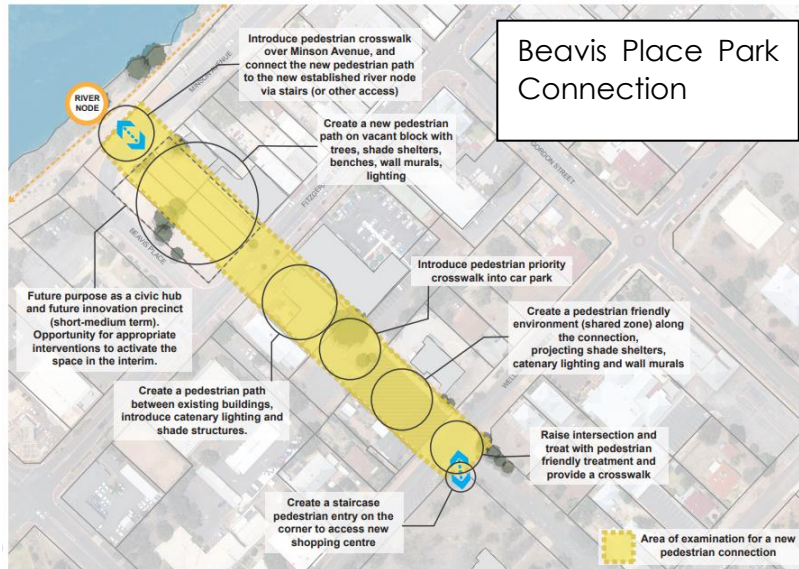 Beavis Place Park
Connection
Introduce pedestrian crosswalk
over Minson Avenue, and
connect the new pedestrian path
to the new established river node
via stairs (or other access)
MINSON AVENUE
RIVER
NODE
Create a new pedestrian
path on vacant block with
trees, shade shelters,
benches, wall murals,
lighting
GORDON STREET
BEAVIS PLACE
Introduce pedestrian priority
crosswalk into car park
Future purpose as a civic hub
and future innovation precinct
(short-medium term).
Opportunity for appropriate
interventions to activate the
space in the interim.
Create a pedestrian friendly
environment (shared zone) along
the connection,
projecting shade shelters,
catenary lighting and wall murals
Create a pedestrian path
between existing buildings,
introduce catenary lighting and
shade structures.
Raise intersection and
treat with pedestrian
friendly treatment and
provide a crosswalk
Create a staircase
pedestrian entry on the
corner to access new
shopping centre
Area of examination for a new
pedestrian connection